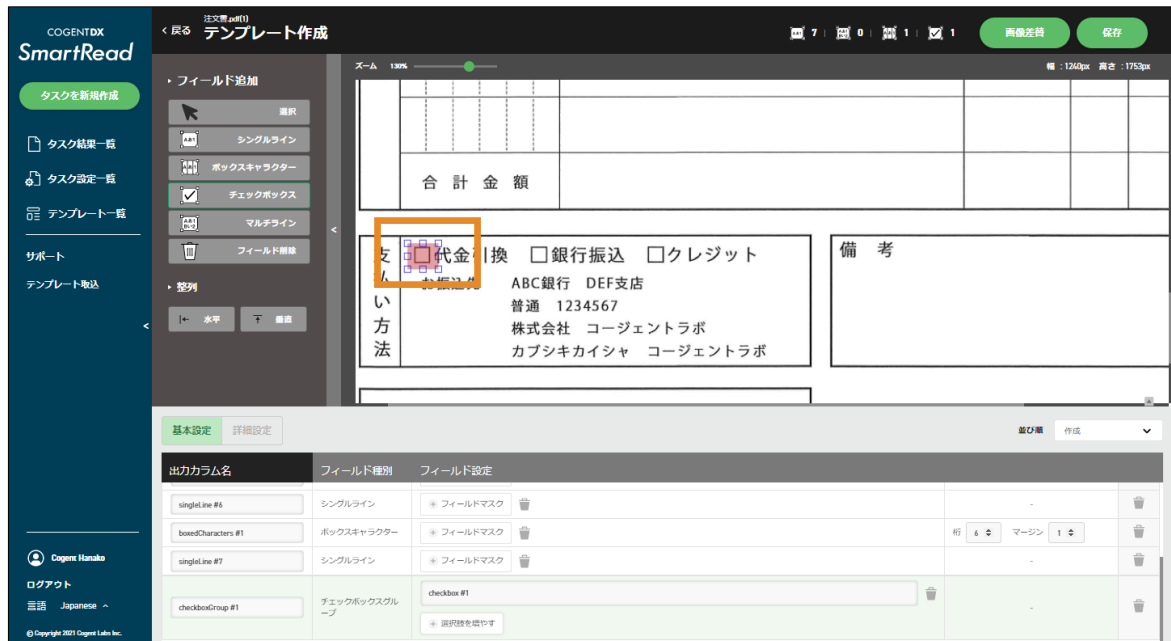 COGENT DX
SmartRead
タスクを新規作成
タスク結果一覧
タスク設定一覧
テンプレート一覧
サポート
テンプレート取込
<
Cogent Hanako
ログアウト
言語 Japanese
© Copyright 2021 Cogent Labs Inc.
< 戻る
注文書.pdf(1)
テンプレート作成
7 | 0 | 1 | 1
画像差替
保存
フィールド追加
選択
シングルライン
ボックスキャラクター
チェックボックス
マルチライン
フィールド削除
整列
水平
垂直
<
ズーム 130%
幅 : 1240px 高さ : 1753px
合計金額
支払い方法
□代金引換 □銀行振込 □クレジット
お振込先 ABC銀行 DEF支店
普通 1234567
株式会社 コージェントラボ
カブシキカイシャ コージェントラボ
備考
基本設定
詳細設定
並び順 作成
出力カラム名 フィールド種別 フィールド設定
singleLine #6 シングルライン フィールドマスク -
boxedCharacters #1 ボックスキャラクター フィールドマスク 桁 6 マージン 1
singleLine #7 シングルライン フィールドマスク -
checkboxGroup #1 チェックボックスグループ checkbox #1 -
選択肢を増やす